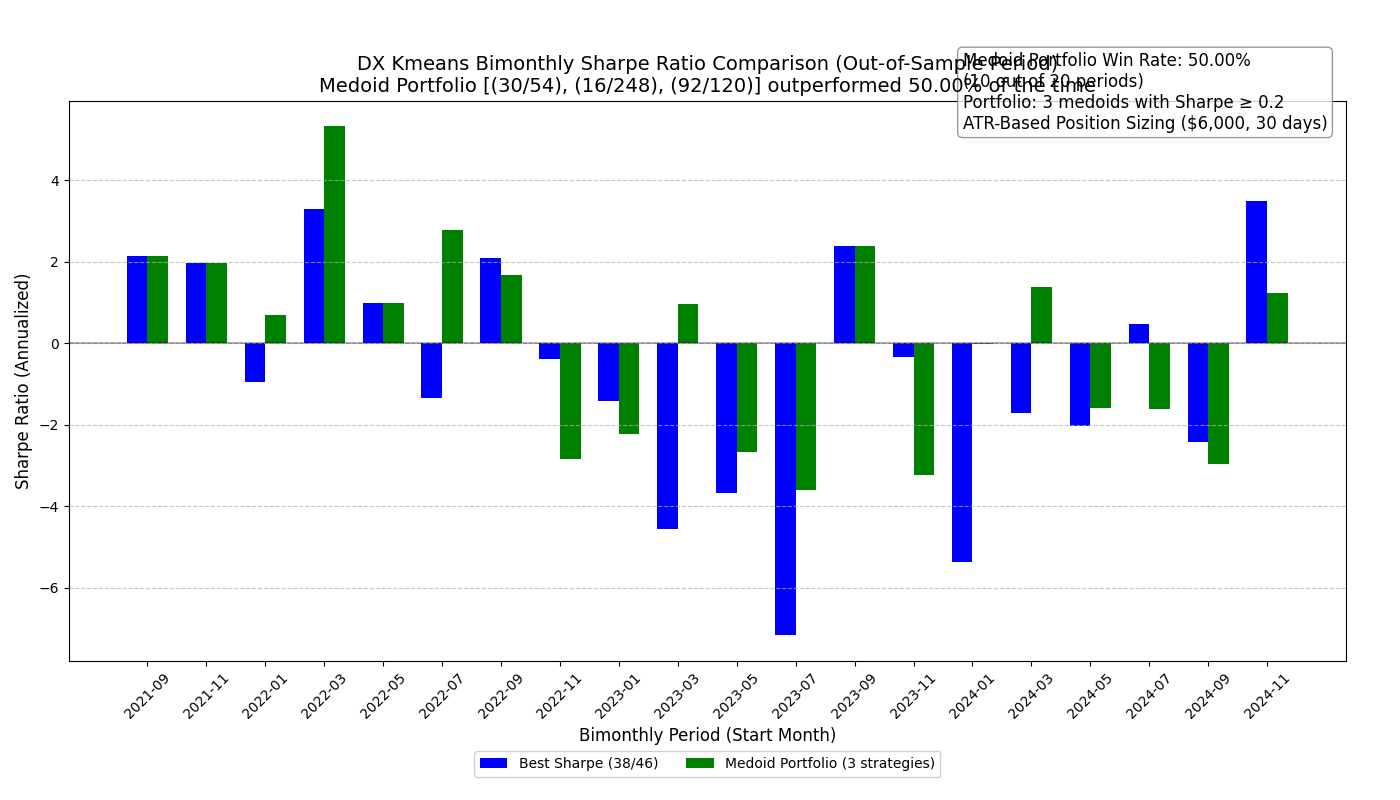 DX Kmeans Bimonthly Sharpe Ratio Comparison (Out-of-Sample Period)
Medoid Portfolio [(30/54), (16/248), (92/120)] outperformed 50.00% of the time
Medoid Portfolio Win Rate: 50.00%
(10 out of 20 periods)
Portfolio: 3 medoids with Sharpe ≥ 0.2
ATR-Based Position Sizing ($6,000, 30 days)
Sharpe Ratio (Annualized)
4
2
0
−2
−4
−6
2021-09
2021-11
2022-01
2022-03
2022-05
2022-07
2022-09
2022-11
2023-01
2023-03
2023-05
2023-07
2023-09
2023-11
2024-01
2024-03
2024-05
2024-07
2024-09
2024-11
Bimonthly Period (Start Month)
Best Sharpe (38/46)
Medoid Portfolio (3 strategies)